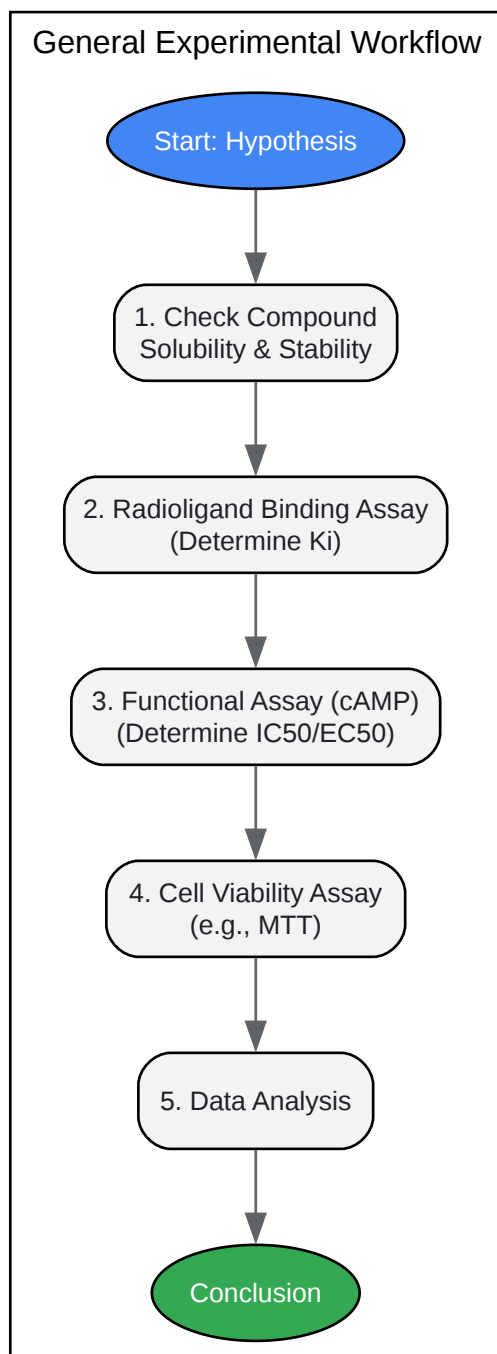 General Experimental Workflow
Start: Hypothesis
1. Check Compound
Solubility & Stability
2. Radioligand Binding Assay
(Determine Ki)
3. Functional Assay (cAMP)
(Determine IC50/EC50)
4. Cell Viability Assay
(e.g., MTT)
5. Data Analysis
Conclusion